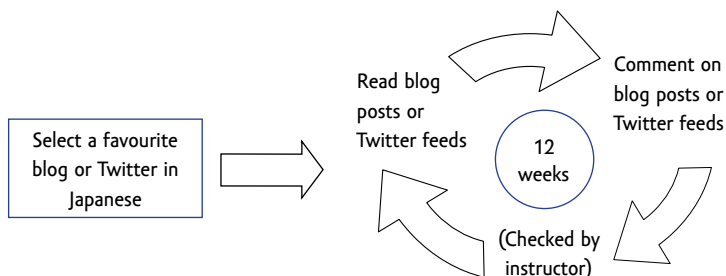 Select a favourite
blog or Twitter in
Japanese
Read blog
posts or
Twitter feeds
Comment on
blog posts or
Twitter feeds
12
weeks
(Checked by
instructor)